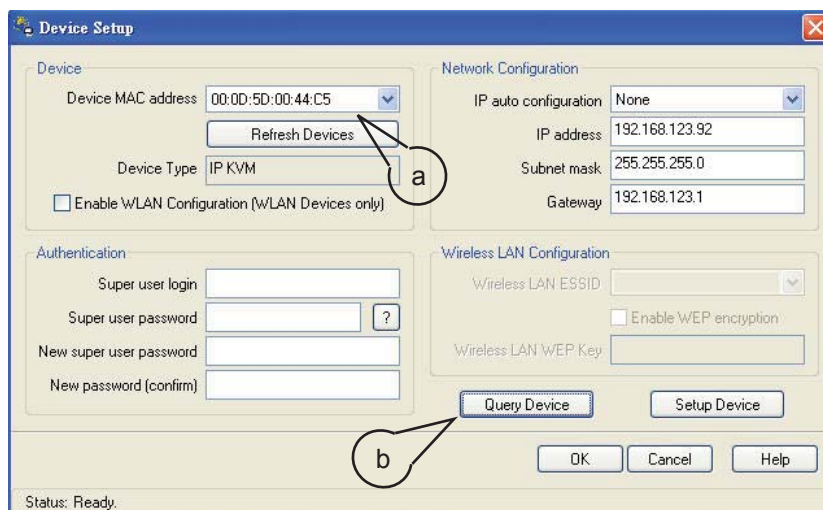 Device Setup
Device
Device MAC address 00:0D:5D:00:44:C5
Refresh Devices
a
Device Type IP KVM
Enable WLAN Configuration (WLAN Devices only)
Network Configuration
IP auto configuration None
IP address 192.168.123.92
Subnet mask 255.255.255.0
Gateway 192.168.123.1
Authentication
Super user login
Super user password ?
New super user password
New password (confirm)
Wireless LAN Configuration
Wireless LAN ESSID
Enable WEP encryption
Wireless LAN WEP Key
Query Device Setup Device
b
OK Cancel Help
Status: Ready.